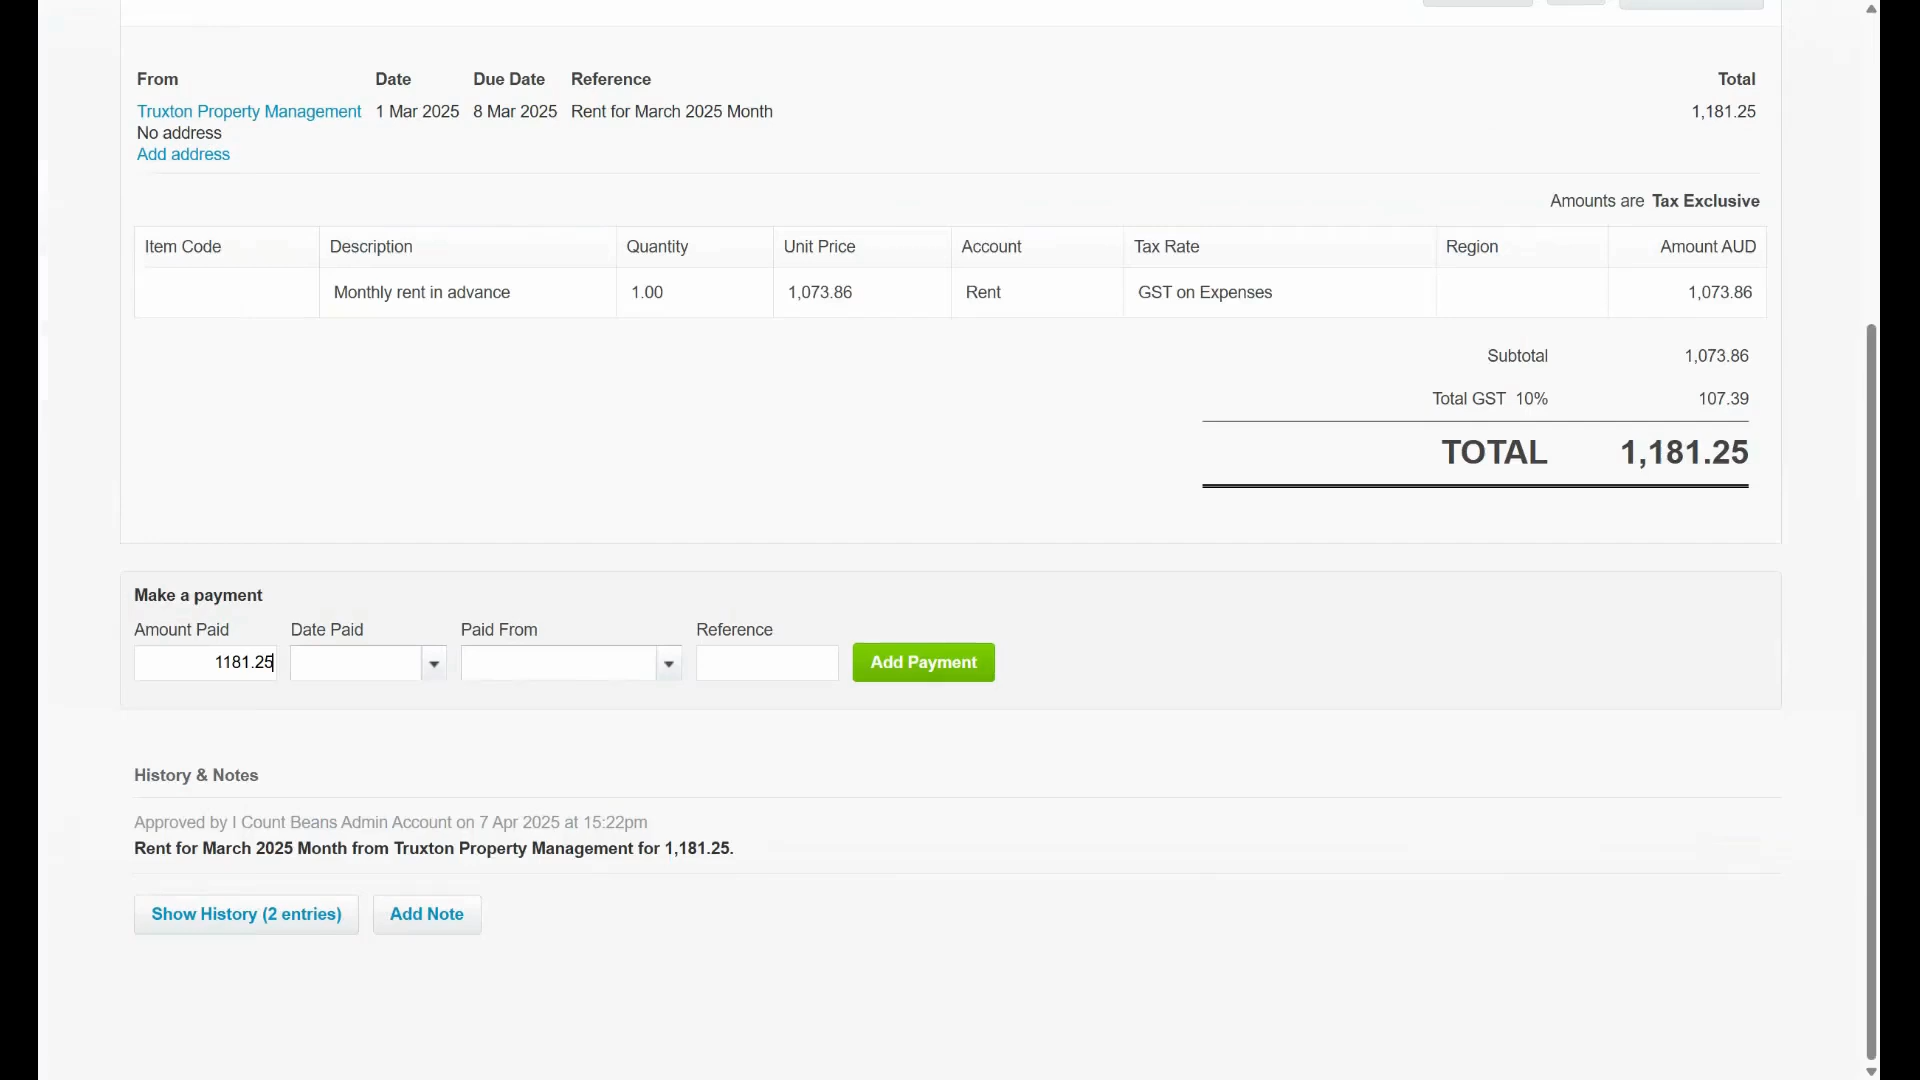 From Date Due Date Reference Total
Truxton Property Management 1 Mar 2025 8 Mar 2025 Rent for March 2025 Month 1,181.25
No address
Add address
Amounts are Tax Exclusive
Item Code Description Quantity Unit Price Account Tax Rate Region Amount AUD
Monthly rent in advance 1.00 1,073.86 Rent GST on Expenses 1,073.86
Subtotal 1,073.86
Total GST 10% 107.39
TOTAL 1,181.25
Make a payment
Amount Paid Date Paid Paid From Reference
1181.25 Add Payment
History & Notes
Approved by I Count Beans Admin Account on 7 Apr 2025 at 15:22pm
Rent for March 2025 Month from Truxton Property Management for 1,181.25.
Show History (2 entries) Add Note